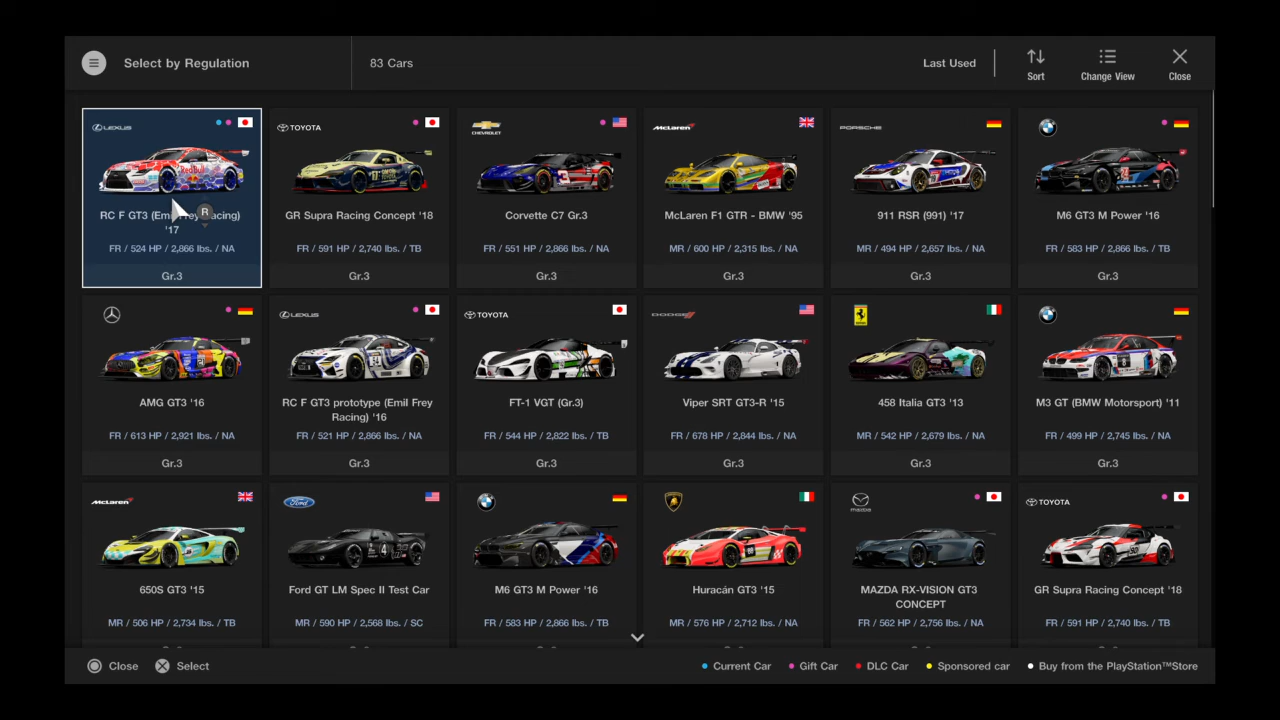 Select by Regulation
83 Cars
Last Used
Sort
Change View
Close
LEXUS
TOYOTA
CHEVROLET
McLaren
PORSCHE
RedBull
3
24
RC F GT3 (Emil Frey Racing) '17
R
GR Supra Racing Concept '18
Corvette C7 Gr.3
McLaren F1 GTR - BMW '95
911 RSR (991) '17
M6 GT3 M Power '16
FR / 524 HP / 2,866 lbs. / NA
FR / 591 HP / 2,740 lbs. / TB
FR / 551 HP / 2,866 lbs. / NA
MR / 600 HP / 2,315 lbs. / NA
MR / 494 HP / 2,657 lbs. / NA
FR / 583 HP / 2,866 lbs. / TB
Gr.3
Gr.3
Gr.3
Gr.3
Gr.3
Gr.3
LEXUS
TOYOTA
DODGE
AMG GT3 '16
RC F GT3 prototype (Emil Frey
Racing) '16
FT-1 VGT (Gr.3)
Viper SRT GT3-R '15
458 Italia GT3 '13
M3 GT (BMW Motorsport) '11
FR / 613 HP / 2,921 lbs. / NA
FR / 521 HP / 2,866 lbs. / NA
FR / 544 HP / 2,822 lbs. / TB
FR / 678 HP / 2,844 lbs. / NA
MR / 542 HP / 2,679 lbs. / NA
FR / 499 HP / 2,745 lbs. / NA
Gr.3
Gr.3
Gr.3
Gr.3
Gr.3
Gr.3
McLaren
Ford
mazda
TOYOTA
4
650S GT3 '15
Ford GT LM Spec II Test Car
M6 GT3 M Power '16
Huracán GT3 '15
MAZDA RX-VISION GT3
CONCEPT
GR Supra Racing Concept '18
MR / 506 HP / 2,734 lbs. / TB
MR / 590 HP / 2,568 lbs. / SC
FR / 583 HP / 2,866 lbs. / TB
MR / 576 HP / 2,712 lbs. / NA
FR / 562 HP / 2,756 lbs. / NA
FR / 591 HP / 2,740 lbs. / TB
Close
Select
Current Car
Gift Car
DLC Car
Sponsored car
Buy from the PlayStation™Store